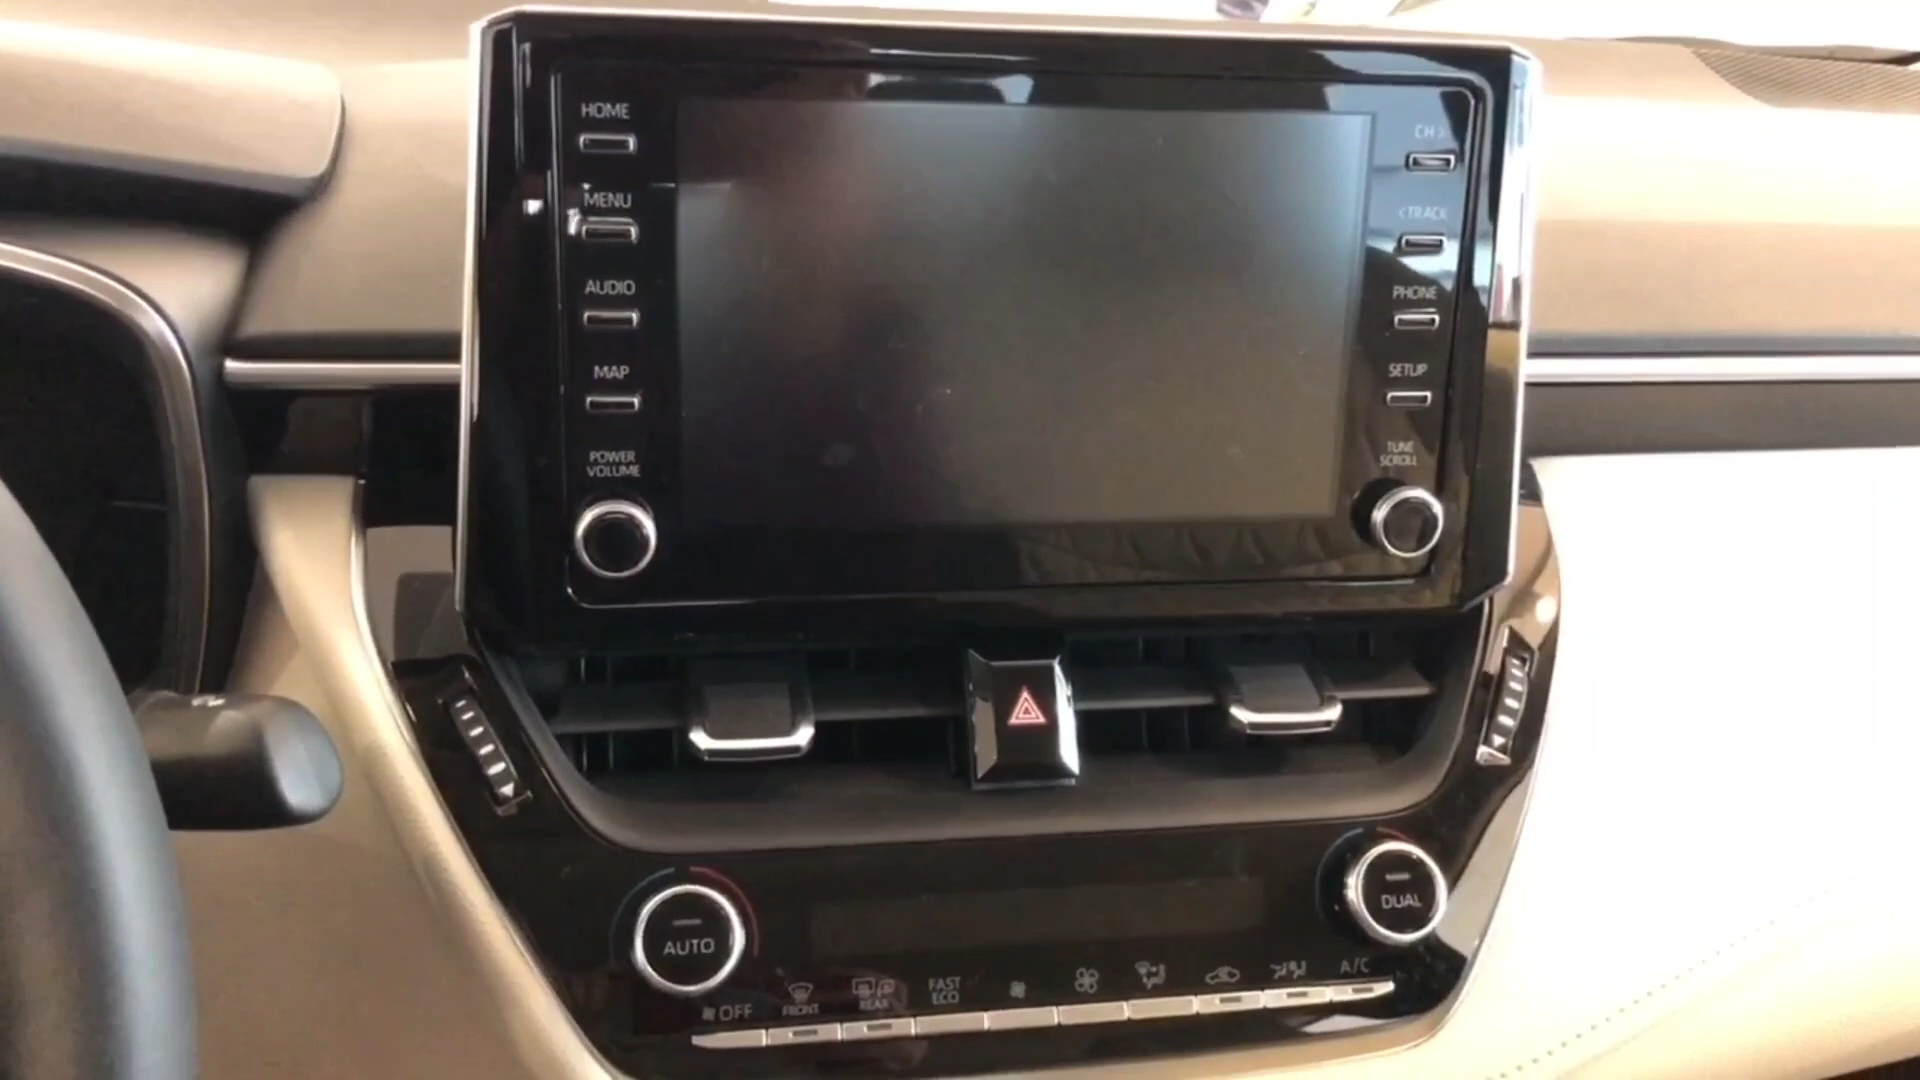 HOME
MENU
AUDIO
MAP
POWER
VOLUME
CH >
< TRACK
PHONE
SETUP
TUNE
SCROLL
AUTO
DUAL
OFF
FRONT
REAR
FAST
ECO
A/C